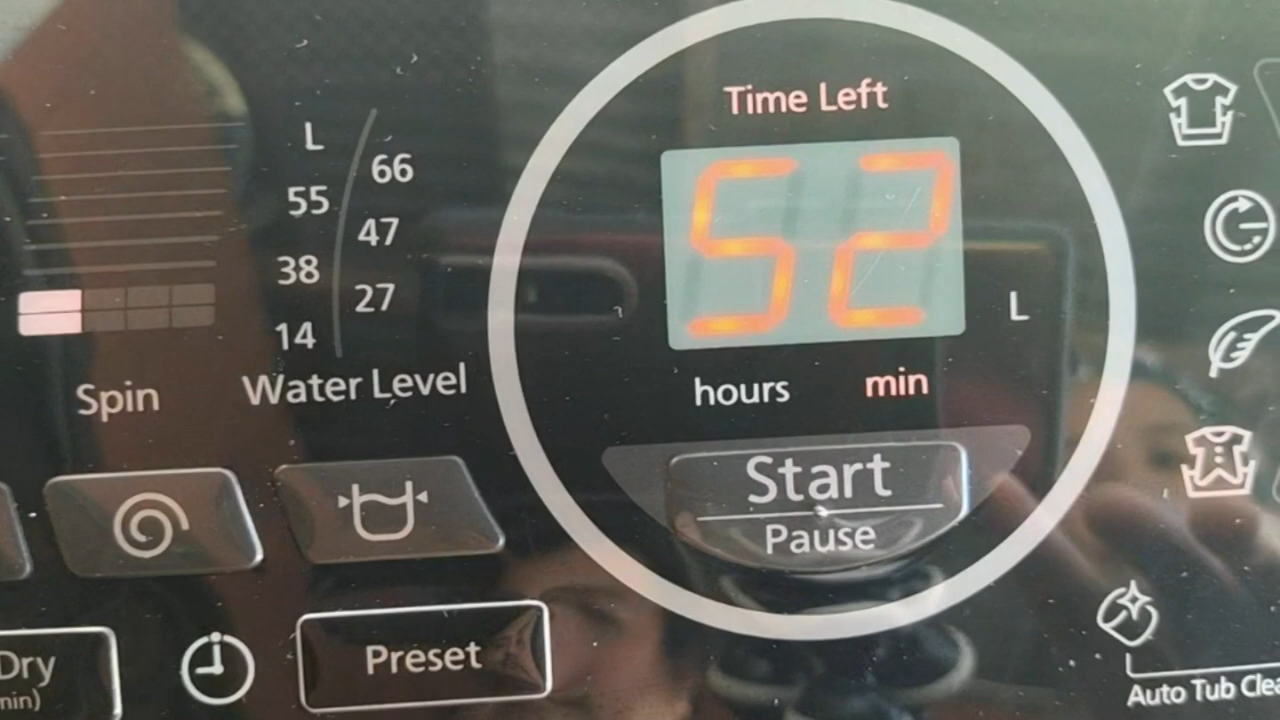 Time Left
52
hours min
L
L
66
55
47
38
27
14
Spin
Water Level
Start
Pause
Preset
Dry
min)
Auto Tub Clea